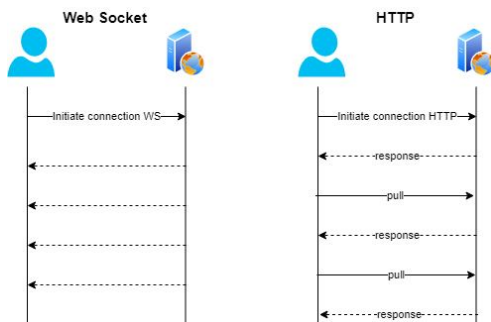 Web Socket
HTTP
Initiate connection WS
Initiate connection HTTP
response
pull
response
pull
response